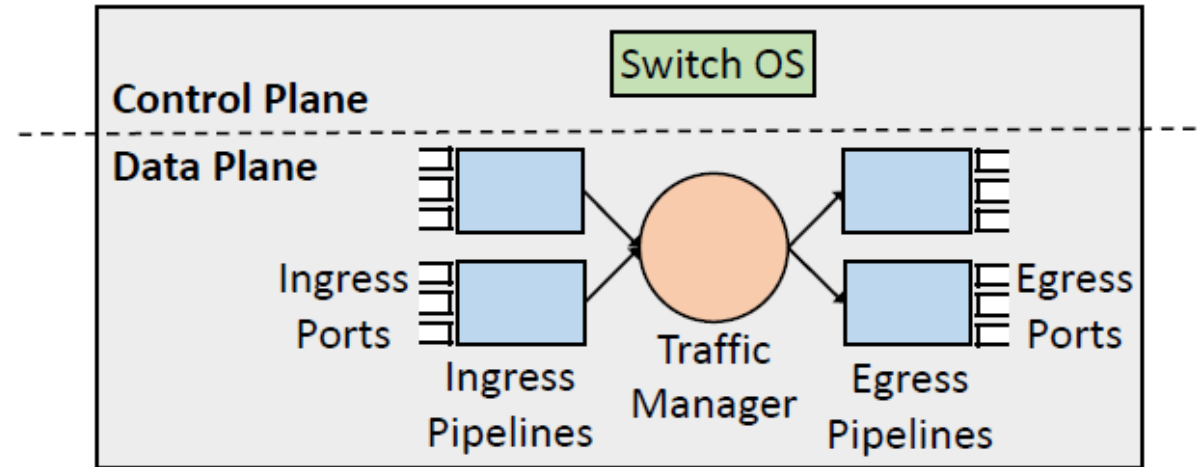 Switch OS
Control Plane
Data Plane
Ingress
Ports
Ingress
Pipelines
Traffic
Manager
Egress
Pipelines
Egress
Ports